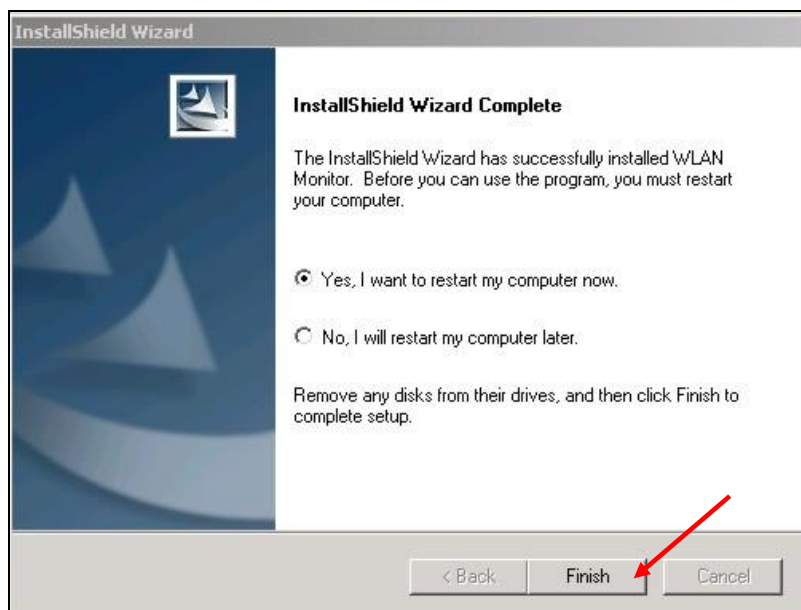 InstallShield Wizard
InstallShield Wizard Complete
The InstallShield Wizard has successfully installed WLAN
Monitor.  Before you can use the program, you must restart
your computer.
Yes, I want to restart my computer now.
No, I will restart my computer later.
Remove any disks from their drives, and then click Finish to
complete setup.
< Back Finish Cancel